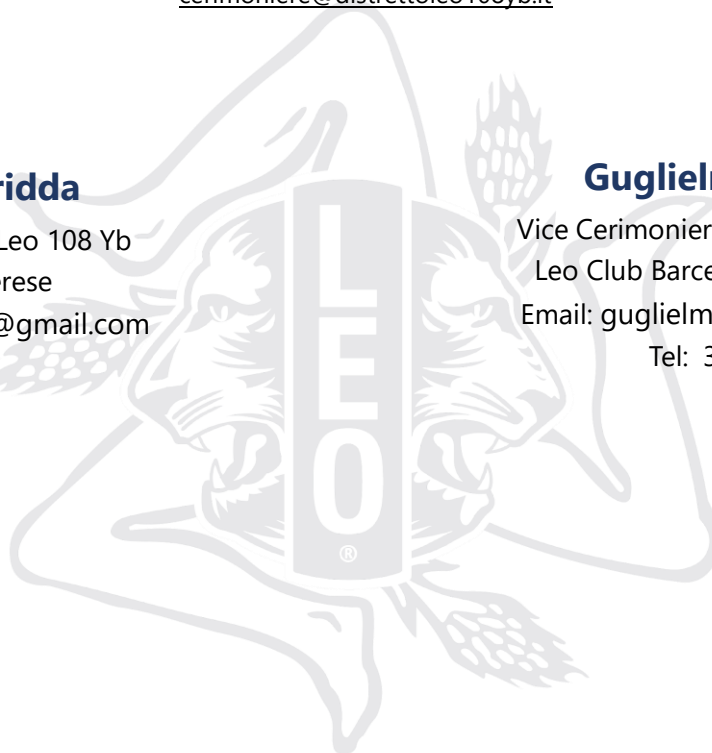 cerimoniere@distrettoleo108yb.it
ridda
Leo 108 Yb
erese
@gmail.com
Guglielm
Vice Cerimonier
Leo Club Barce
Email: guglielm
Tel: 3
LEO
®